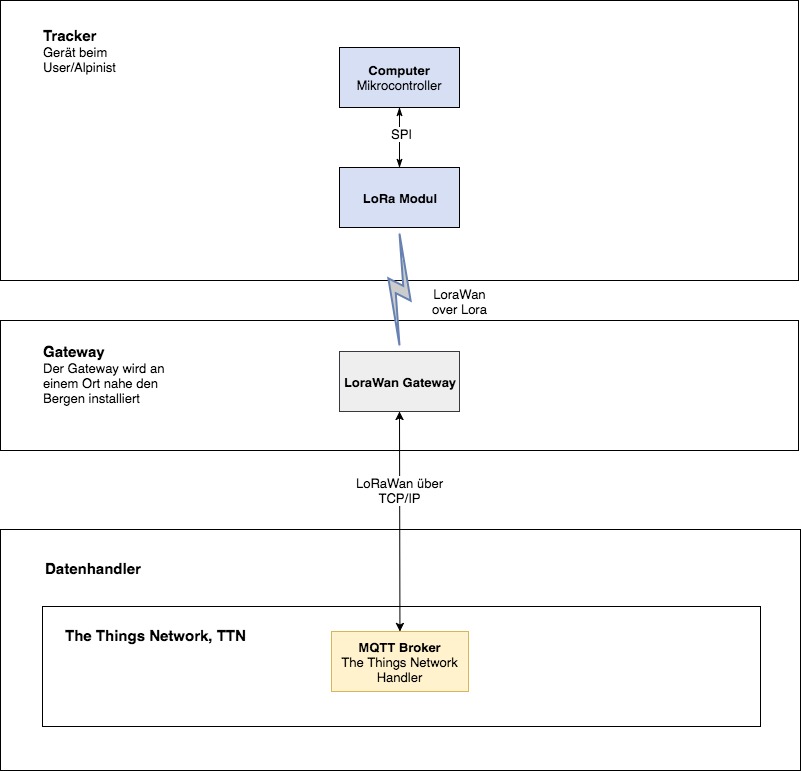 Tracker
Gerät beim
User/Alpinist
Computer
Mikrocontroller
SPI
LoRa Modul
LoraWan
over Lora
Gateway
Der Gateway wird an
einem Ort nahe den
Bergen installiert
LoraWan Gateway
LoRaWan über
TCP/IP
Datenhandler
The Things Network, TTN
MQTT Broker
The Things Network
Handler